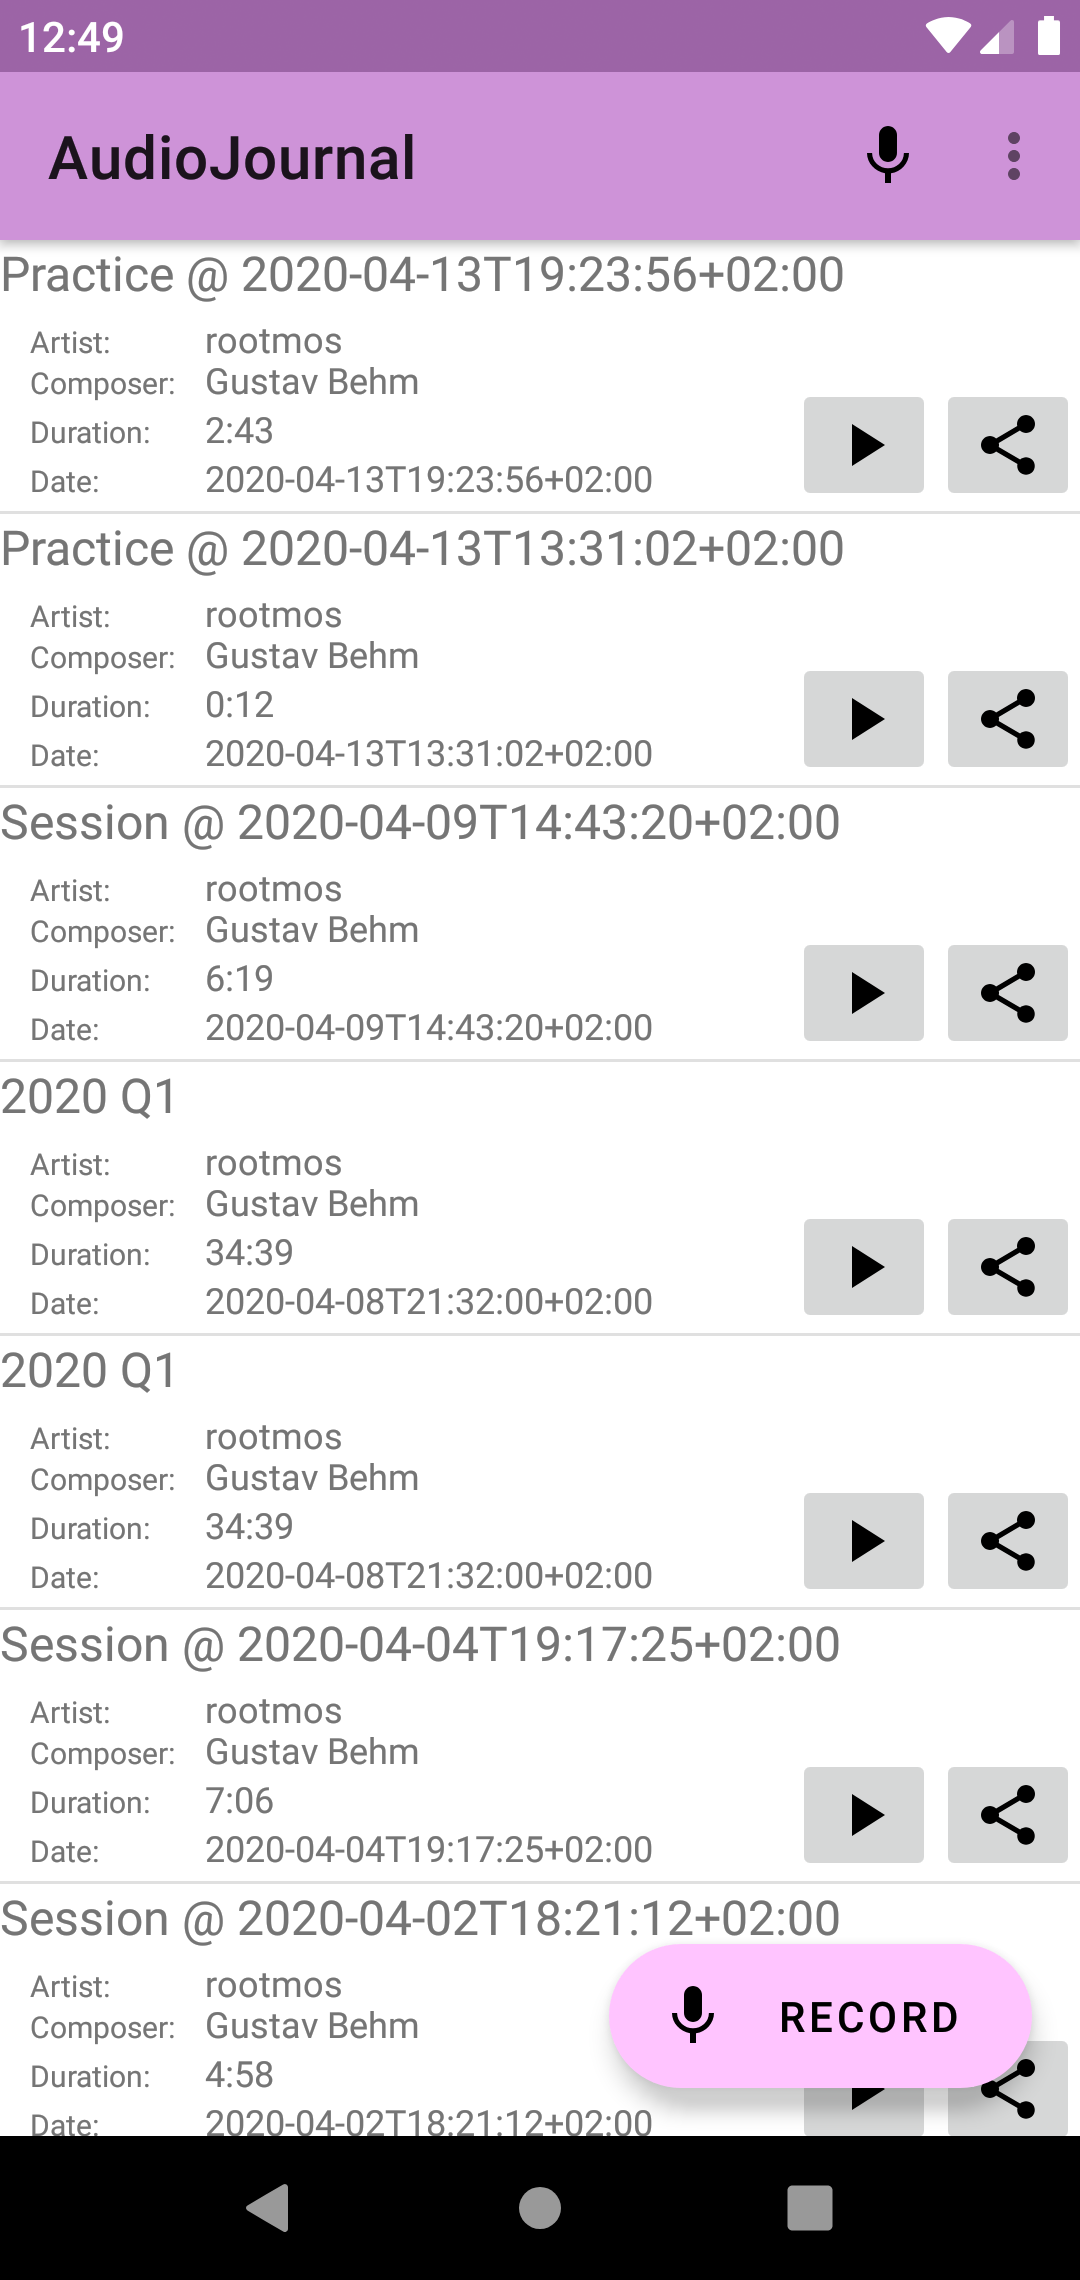 12:49
AudioJournal
Practice @ 2020-04-13T19:23:56+02:00
Artist: rootmos
Composer: Gustav Behm
Duration: 2:43
Date: 2020-04-13T19:23:56+02:00
Practice @ 2020-04-13T13:31:02+02:00
Artist: rootmos
Composer: Gustav Behm
Duration: 0:12
Date: 2020-04-13T13:31:02+02:00
Session @ 2020-04-09T14:43:20+02:00
Artist: rootmos
Composer: Gustav Behm
Duration: 6:19
Date: 2020-04-09T14:43:20+02:00
2020 Q1
Artist: rootmos
Composer: Gustav Behm
Duration: 34:39
Date: 2020-04-08T21:32:00+02:00
2020 Q1
Artist: rootmos
Composer: Gustav Behm
Duration: 34:39
Date: 2020-04-08T21:32:00+02:00
Session @ 2020-04-04T19:17:25+02:00
Artist: rootmos
Composer: Gustav Behm
Duration: 7:06
Date: 2020-04-04T19:17:25+02:00
Session @ 2020-04-02T18:21:12+02:00
Artist: rootmos
Composer: Gustav Behm
RECORD
Duration: 4:58
Date: 2020-04-02T18:21:12+02:00